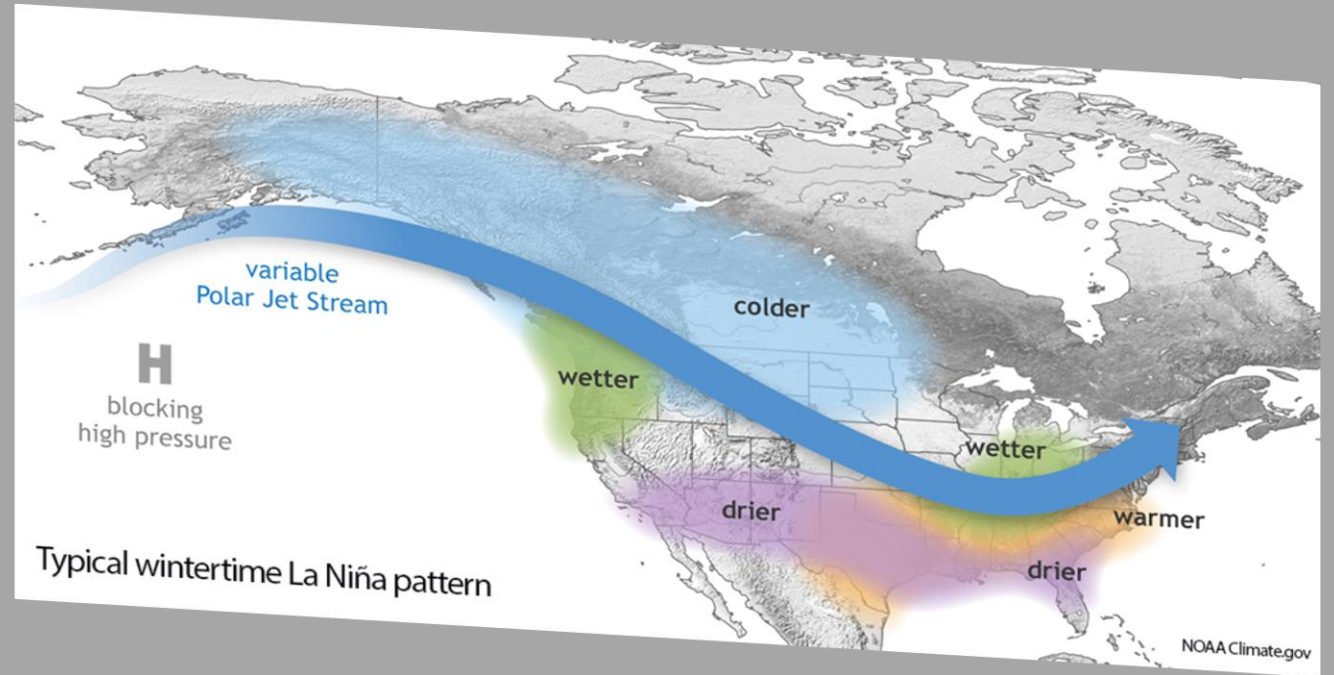 variable
Polar Jet Stream
H
blocking
high pressure
colder
wetter
wetter
drier
warmer
drier
Typical wintertime La Niña pattern
NOAA Climate.gov